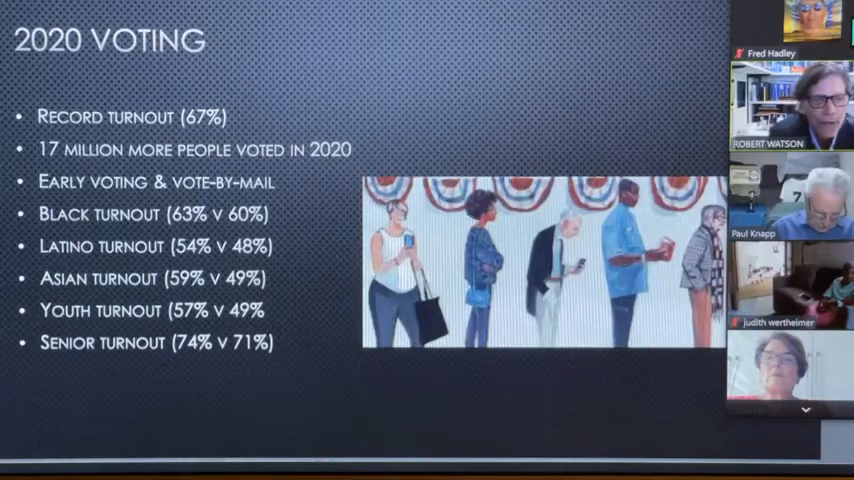 2020 VOTING
• RECORD TURNOUT (67%)
• 17 MILLION MORE PEOPLE VOTED IN 2020
• EARLY VOTING & VOTE-BY-MAIL
• BLACK TURNOUT (63% V 60%)
• LATINO TURNOUT (54% V 48%)
• ASIAN TURNOUT (59% V 49%)
• YOUTH TURNOUT (57% V 49%
• SENIOR TURNOUT (74% V 71%)
Fred Hadley
ROBERT WATSON
7
Paul Knapp
judith wertheimer